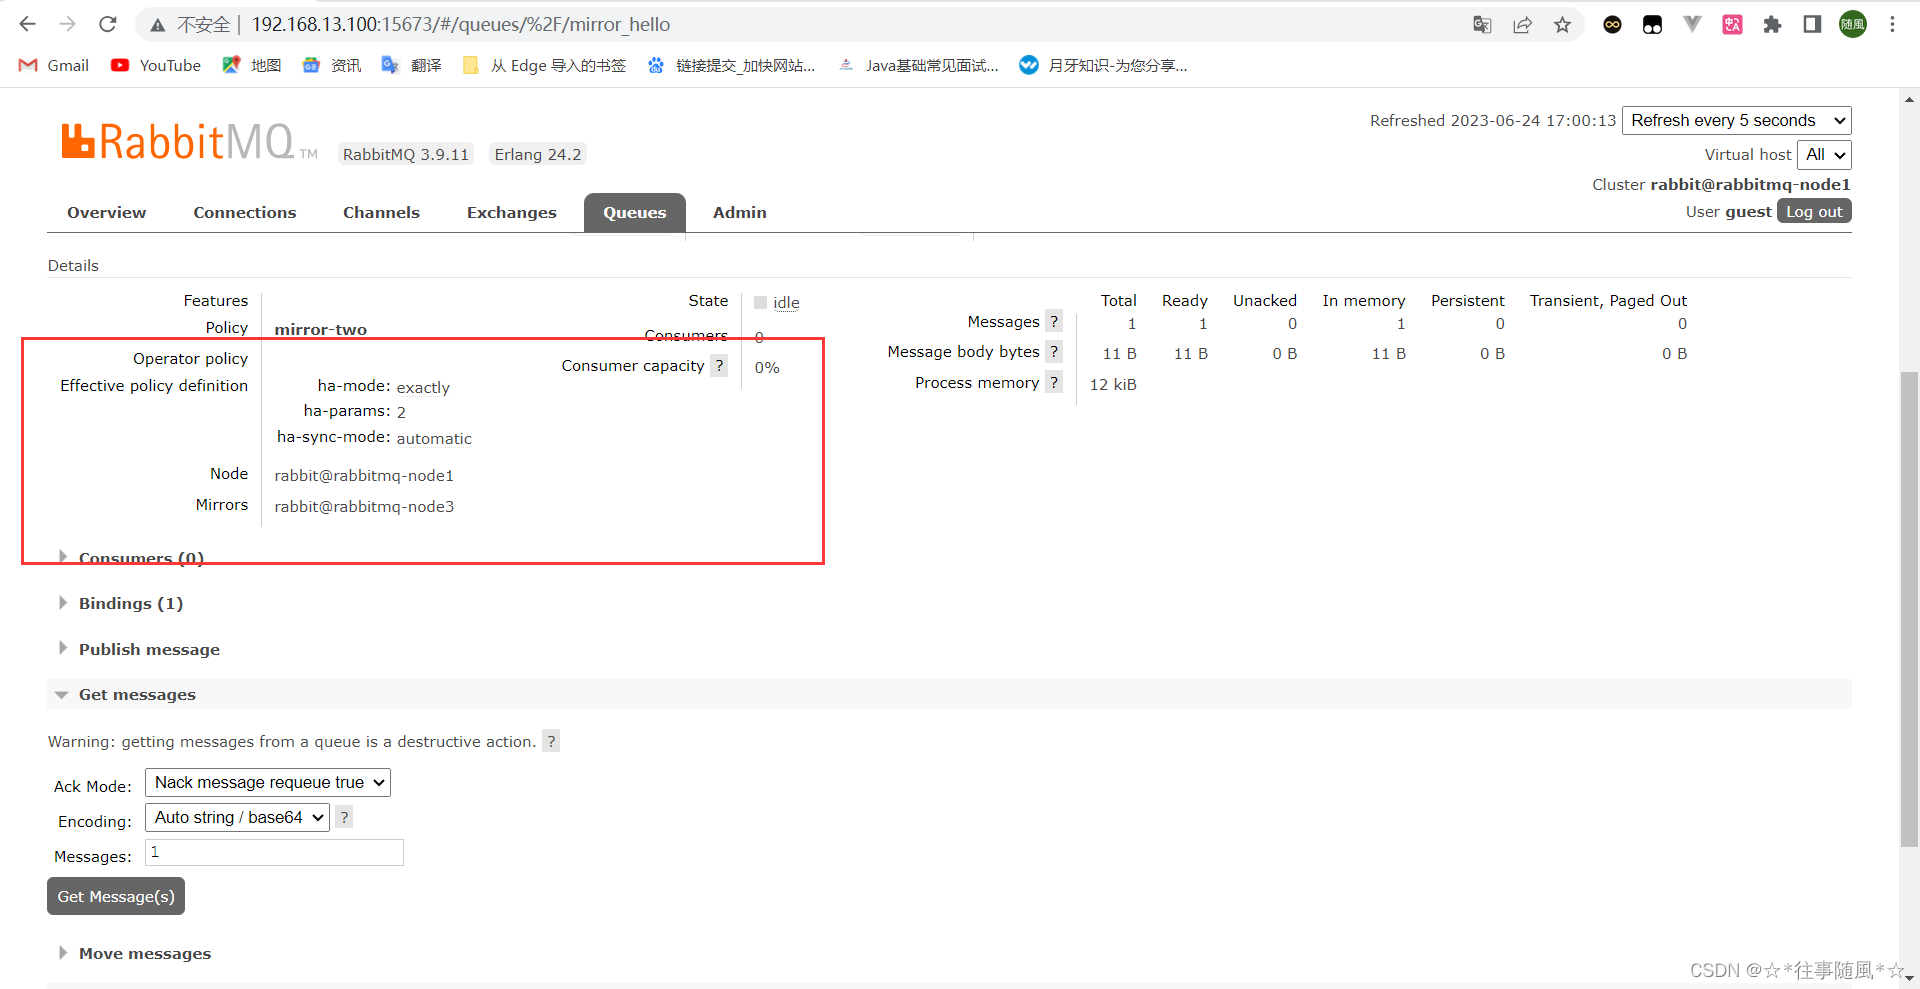 不安全 | 192.168.13.100:15673/#/queues/%2F/mirror_hello
随風
Gmail YouTube 地图 资讯 翻译 从 Edge 导入的书签 链接提交_加快网站... Java基础常见面试... 月牙知识-为您分享...
RabbitMQ TM RabbitMQ 3.9.11 Erlang 24.2
Refreshed 2023-06-24 17:00:13 Refresh every 5 seconds
Virtual host All
Cluster rabbit@rabbitmq-node1
User guest Log out
Overview Connections Channels Exchanges Queues Admin
Details
Features
Policy mirror-two
Operator policy
Effective policy definition
ha-mode: exactly
ha-params: 2
ha-sync-mode: automatic
Node rabbit@rabbitmq-node1
Mirrors rabbit@rabbitmq-node3
State idle
Consumers 0
Consumer capacity ? 0%
Total Ready Unacked In memory Persistent Transient, Paged Out
Messages ? 1 1 0 1 0 0
Message body bytes ? 11 B 11 B 0 B 11 B 0 B 0 B
Process memory ? 12 kiB
Consumers (0)
Bindings (1)
Publish message
Get messages
Warning: getting messages from a queue is a destructive action. ?
Ack Mode: Nack message requeue true
Encoding: Auto string / base64 ?
Messages: 1
Get Message(s)
Move messages
CSDN @☆*往事随風*☆